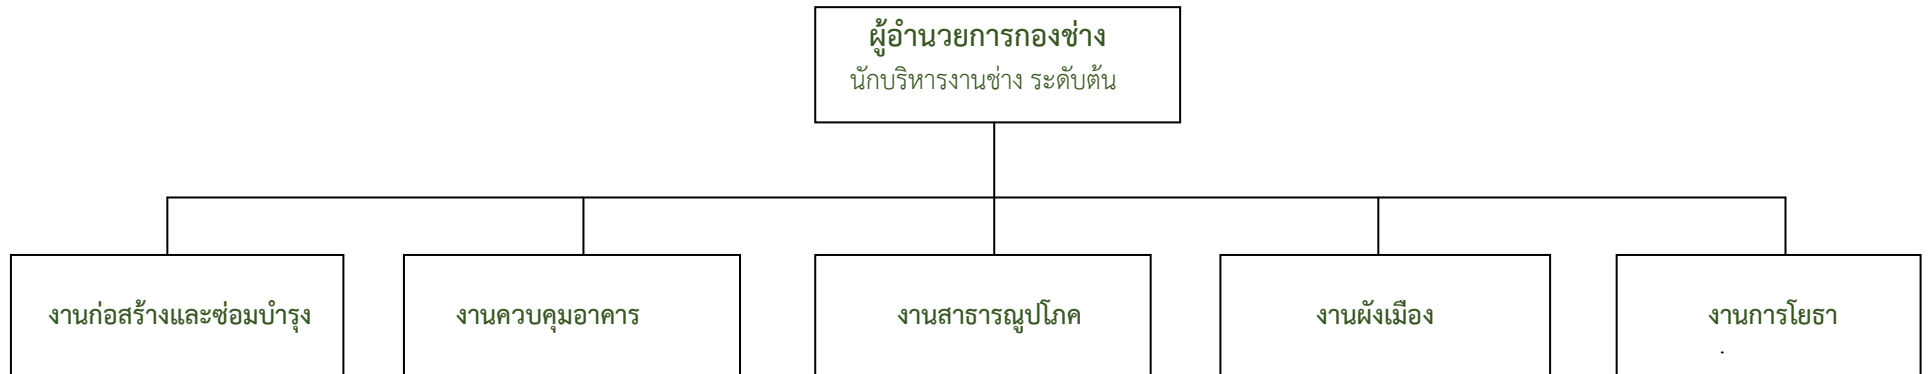 ผู้อำนวยการกองช่าง
นักบริหารงานช่าง ระดับต้น
งานก่อสร้างและซ่อมบำรุง
งานควบคุมอาคาร
งานสาธารณูปโภค
งานผังเมือง
งานการโยธา